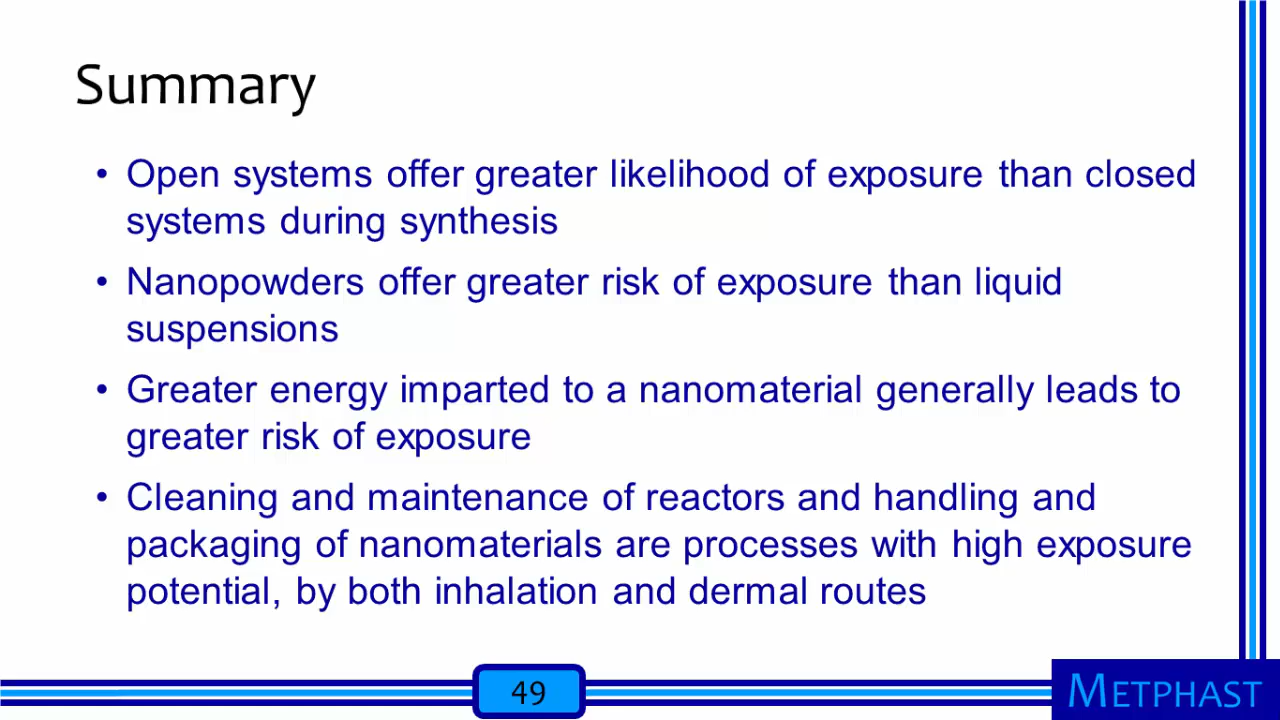 Summary
• Open systems offer greater likelihood of exposure than closed
systems during synthesis
• Nanopowders offer greater risk of exposure than liquid
suspensions
• Greater energy imparted to a nanomaterial generally leads to
greater risk of exposure
• Cleaning and maintenance of reactors and handling and
packaging of nanomaterials are processes with high exposure
potential, by both inhalation and dermal routes
49
METPHAST